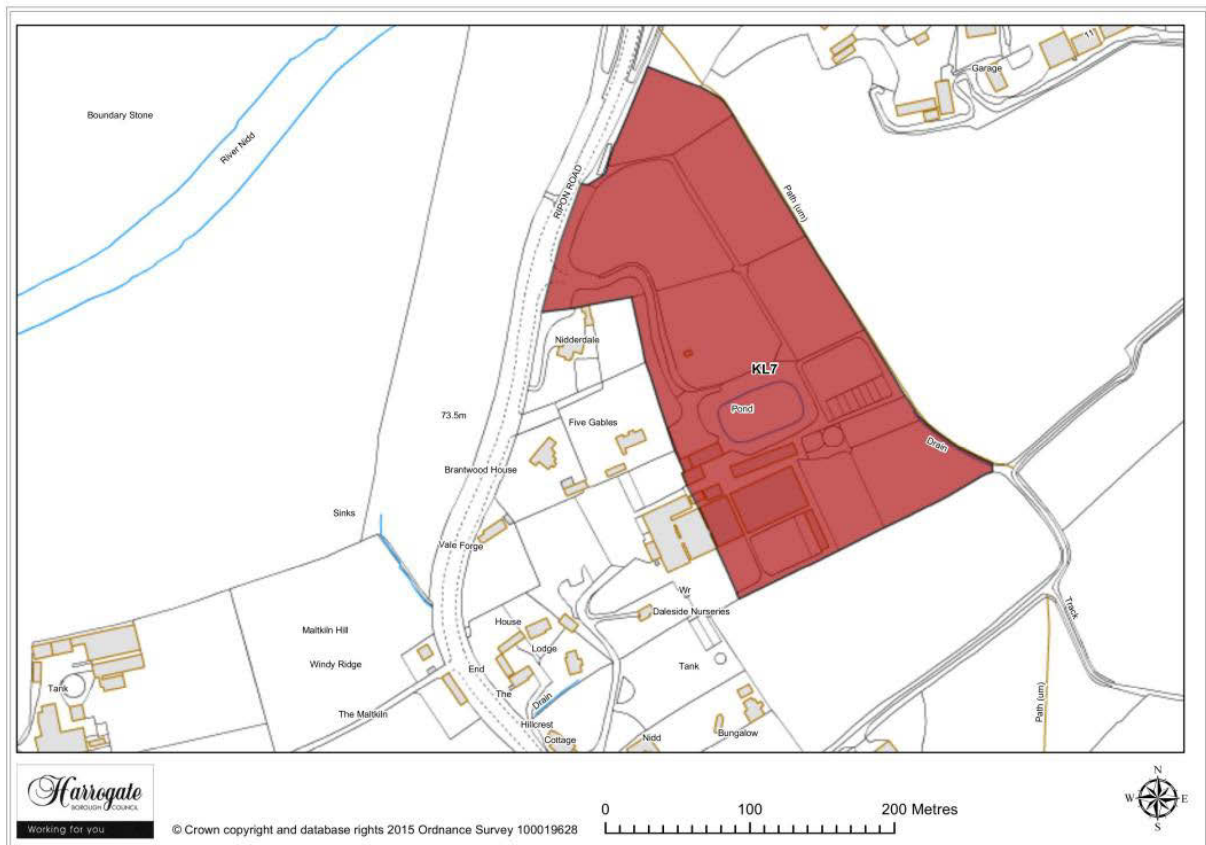 11
Garage
Boundary Stone
River Nidd
RIPON ROAD
Path (um)
Nidderdale
KL7
Pond
73.5m
Five Gables
Drain
Brantwood House
Sinks
Vale Forge
Wr
Daleside Nurseries
Track
House
Maltkiln Hill
Lodge
Windy Ridge
End
Tank
Tank
The
Drain
Path (um)
The Maltkiln
Hillcrest
Cottage
Nidd
Bungalow
Harrogate
BOROUGH COUNCIL
Working for you
© Crown copyright and database rights 2015 Ordnance Survey 100019628
0 100 200 Metres
N
W E
S